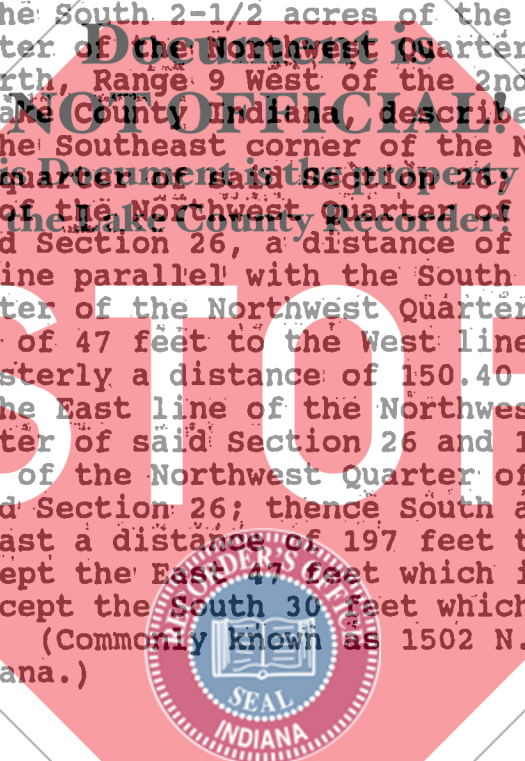 he South 2-1/2 acres of the
Document is
ter of the Northwest Quarter
rth, Range 9 West of the 2nd
NOT OFFICIAL!
ake County Indiana, describe
he Southeast corner of the N
is Document is the property
quarter of said Section 26;
the Lake County Recorder!
of the Northwest Quarter of
d Section 26, a distance of
ine parallel with the South
ter of the Northwest Quarter
of 47 feet to the West line
STOP
sterly a distance of 150.40
he East line of the Northwes
ter of said Section 26 and 1
of the Northwest Quarter of
d Section 26; thence South a
ast a distance of 197 feet t
ept the East 47 feet which i
cept the South 30 feet which
(Commonly known as 1502 N.
ana.)
RECORDER'S OFFICE
SEAL
INDIANA